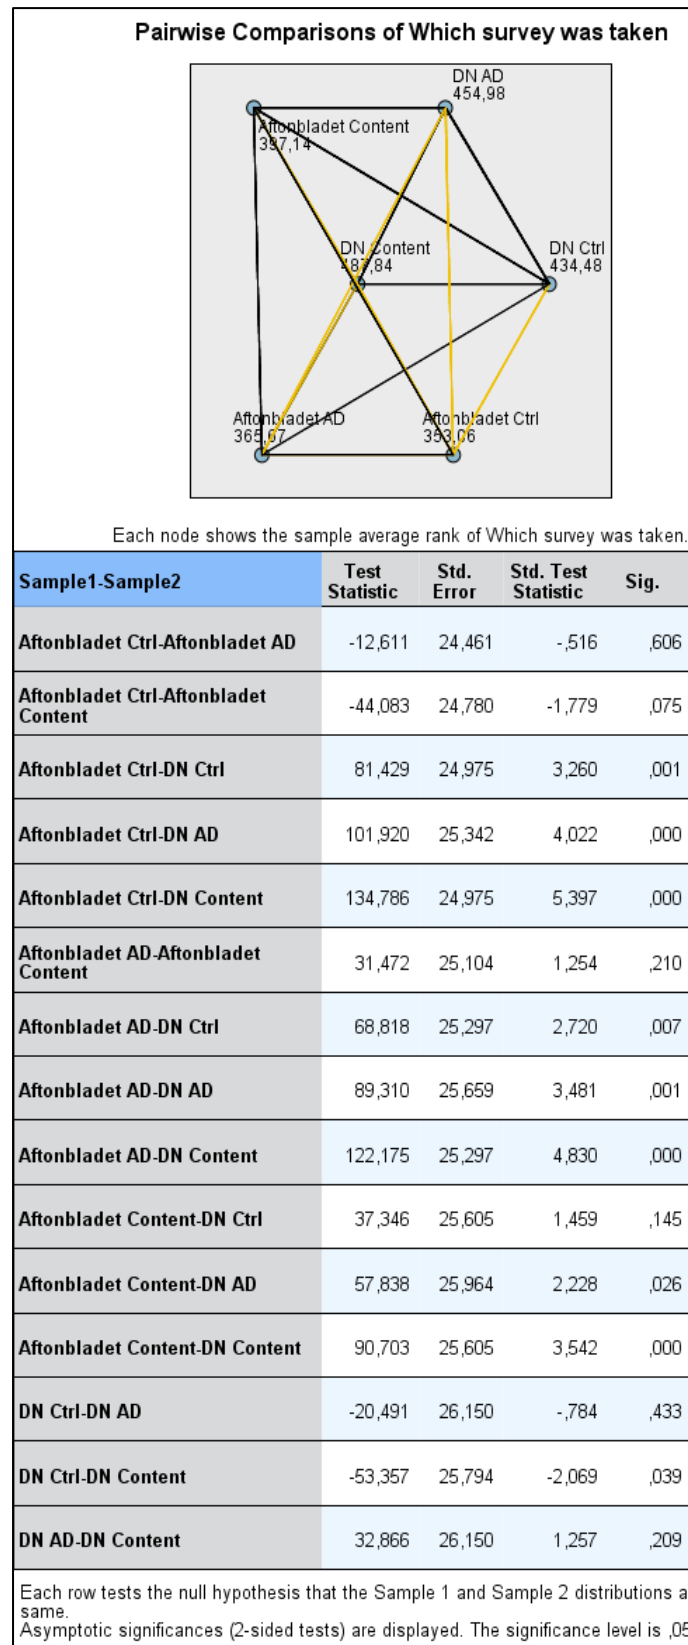 Pairwise Comparisons of Which survey was taken
DN AD
454,98
Aftonbladet Content
397,14
DN Content
487,84
DN Ctrl
434,48
Aftonbladet AD
365,67
Aftonbladet Ctrl
353,06
Each node shows the sample average rank of Which survey was taken.
Sample1-Sample2 Test Statistic Std. Error Std. Test Statistic Sig.
Aftonbladet Ctrl-Aftonbladet AD -12,611 24,461 -,516 ,606
Aftonbladet Ctrl-Aftonbladet Content -44,083 24,780 -1,779 ,075
Aftonbladet Ctrl-DN Ctrl 81,429 24,975 3,260 ,001
Aftonbladet Ctrl-DN AD 101,920 25,342 4,022 ,000
Aftonbladet Ctrl-DN Content 134,786 24,975 5,397 ,000
Aftonbladet AD-Aftonbladet Content 31,472 25,104 1,254 ,210
Aftonbladet AD-DN Ctrl 68,818 25,297 2,720 ,007
Aftonbladet AD-DN AD 89,310 25,659 3,481 ,001
Aftonbladet AD-DN Content 122,175 25,297 4,830 ,000
Aftonbladet Content-DN Ctrl 37,346 25,605 1,459 ,145
Aftonbladet Content-DN AD 57,838 25,964 2,228 ,026
Aftonbladet Content-DN Content 90,703 25,605 3,542 ,000
DN Ctrl-DN AD -20,491 26,150 -,784 ,433
DN Ctrl-DN Content -53,357 25,794 -2,069 ,039
DN AD-DN Content 32,866 26,150 1,257 ,209
Each row tests the null hypothesis that the Sample 1 and Sample 2 distributions a
same.
Asymptotic significances (2-sided tests) are displayed. The significance level is ,05